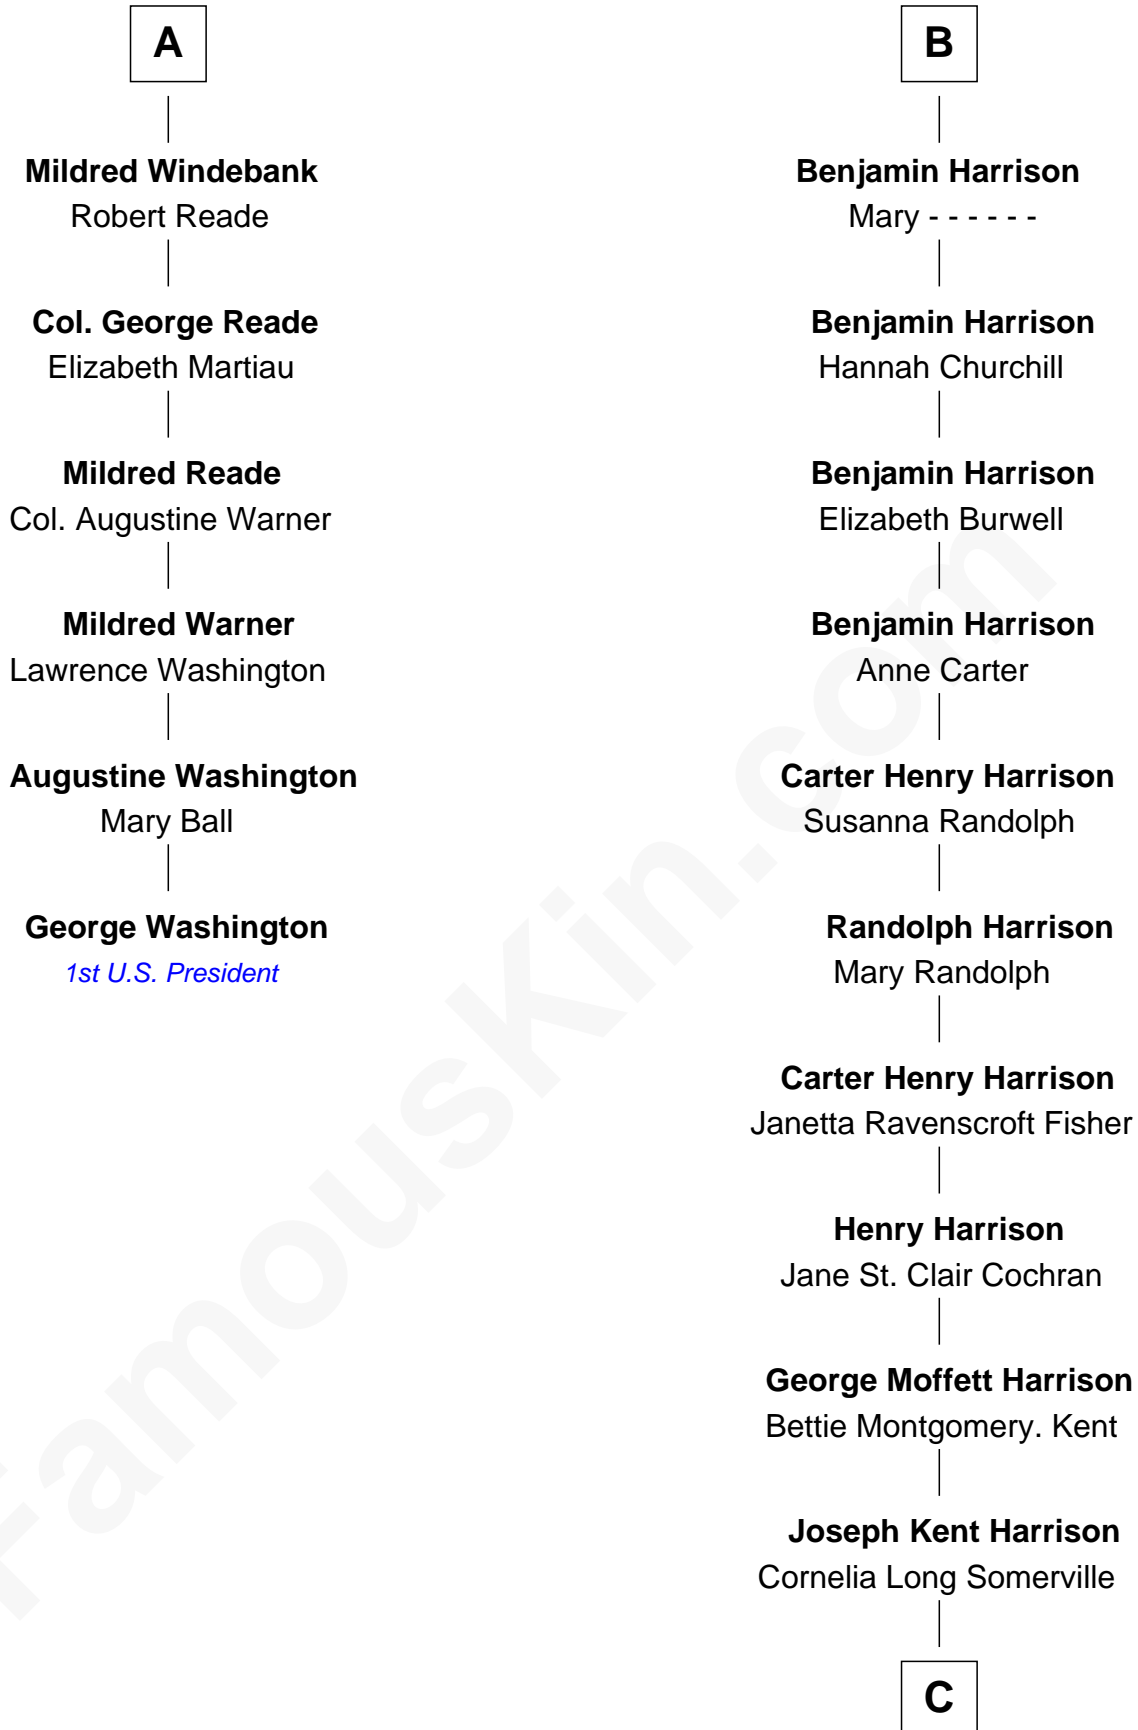 A
Mildred Windebank
Robert Reade
Col. George Reade
Elizabeth Martiau
Mildred Reade
Col. Augustine Warner
Mildred Warner
Lawrence Washington
Augustine Washington
Mary Ball
George Washington
1st U.S. President
B
Benjamin Harrison
Mary - - - - - -
Benjamin Harrison
Hannah Churchill
Benjamin Harrison
Elizabeth Burwell
Benjamin Harrison
Anne Carter
Carter Henry Harrison
Susanna Randolph
Randolph Harrison
Mary Randolph
Carter Henry Harrison
Janetta Ravenscroft Fisher
Henry Harrison
Jane St. Clair Cochran
George Moffett Harrison
Bettie Montgomery. Kent
Joseph Kent Harrison
Cornelia Long Somerville
C
FamousKin.com